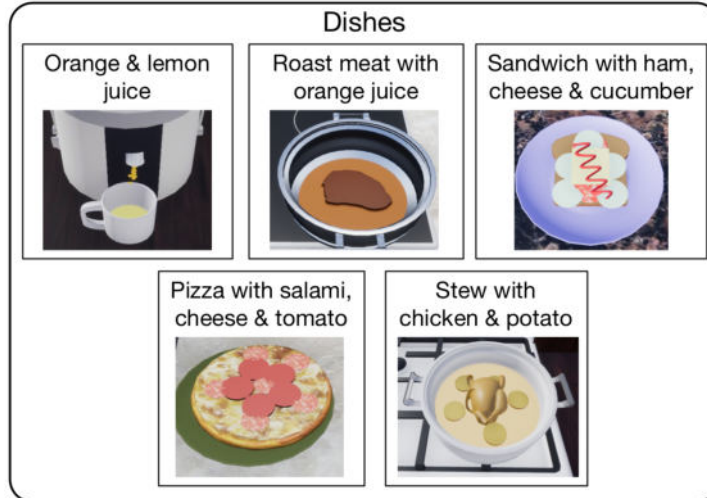 Dishes
Orange & lemon
juice
Roast meat with
orange juice
Sandwich with ham,
cheese & cucumber
Pizza with salami,
cheese & tomato
Stew with
chicken & potato